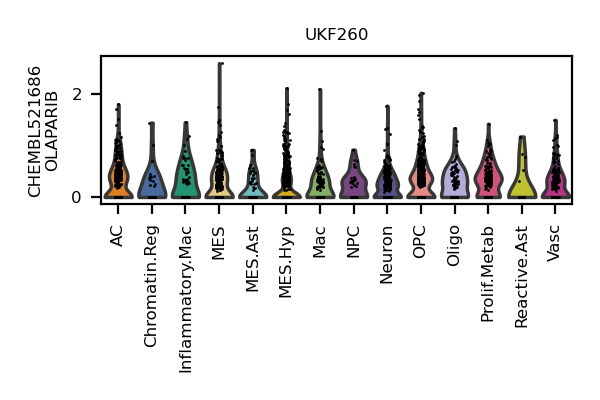 UKF260
CHEMBL521686
OLAPARIB
2
0
AC
Chromatin.Reg
Inflammatory.Mac
MES
MES.Ast
MES.Hyp
Mac
NPC
Neuron
OPC
Oligo
Prolif.Metab
Reactive.Ast
Vasc